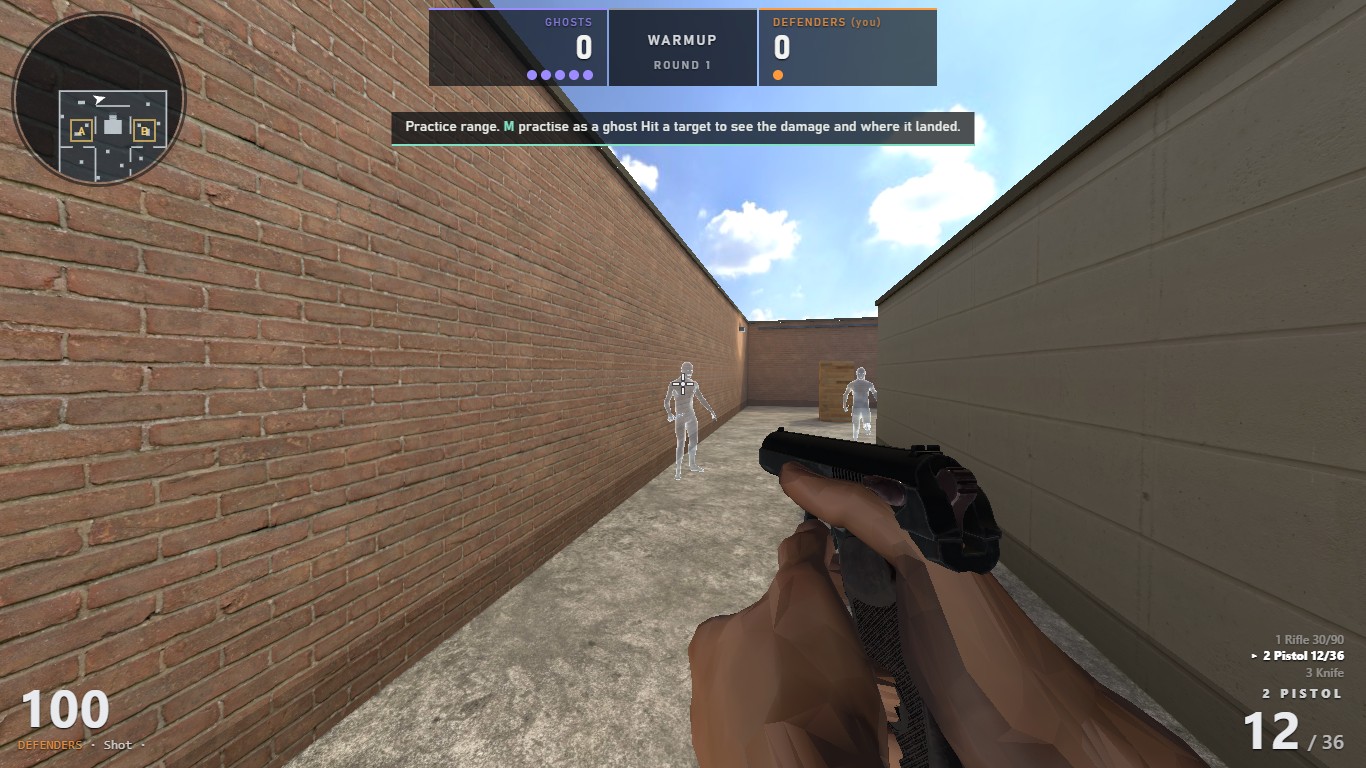 GHOSTS
0
WARMUP
ROUND 1
DEFENDERS (you)
0
A
B
Practice range. M practise as a ghost Hit a target to see the damage and where it landed.
1 Rifle 30/90
▸ 2 Pistol 12/36
3 Knife
2 PISTOL
12 / 36
100
DEFENDERS · Shot ·